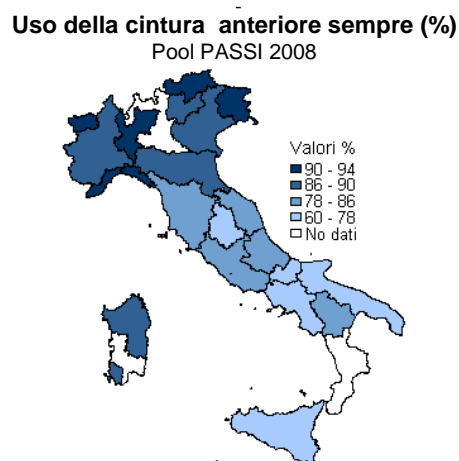 Uso della cintura anteriore sempre (%)
Pool PASSI 2008
Valori %
90 - 94
86 - 90
78 - 86
60 - 78
No dati